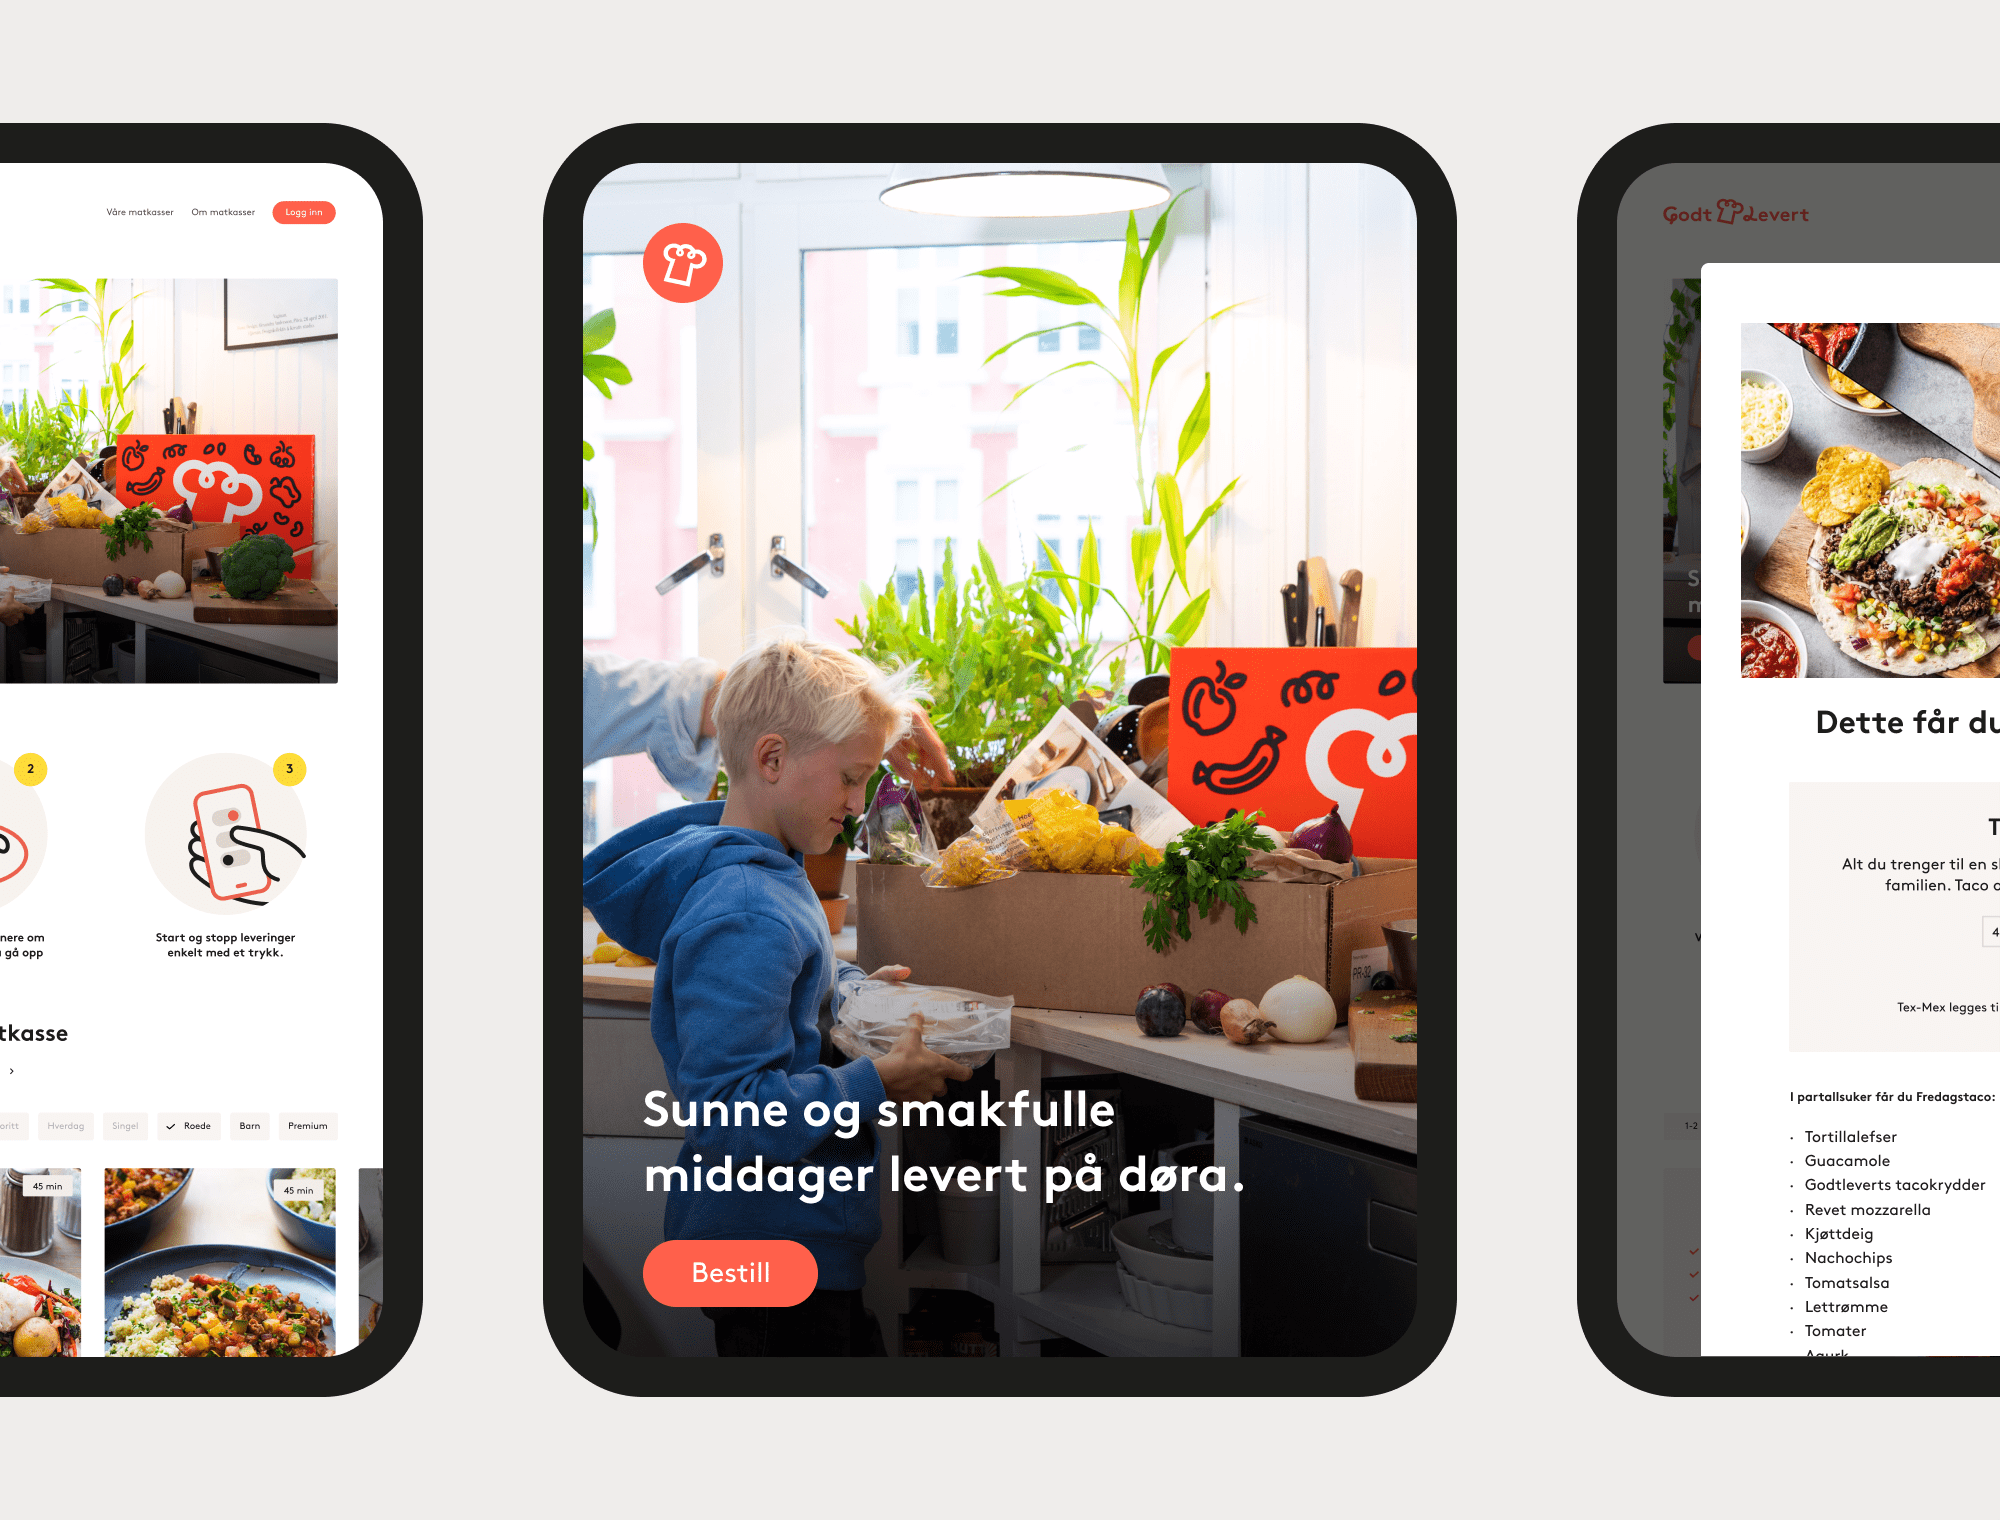 Våre matkasser
Om matkasser
Logg inn
2
3
nere om
gå opp
Start og stopp leveringer
enkelt med et trykk.
tkasse
oritt
Hverdag
Singel
Roede
Barn
Premium
45 min
45 min
PR-32
Sunne og smakfulle
middager levert på døra.
Bestill
Godt Levert
S
m
1-2
Dette får du
T
Alt du trenger til en s
familien. Taco o
4
Tex-Mex legges ti
I partallsuker får du Fredagstaco:
· Tortillalefser
· Guacamole
· Godtleverts tacokrydder
· Revet mozzarella
· Kjøttdeig
· Nachochips
· Tomatsalsa
· Lettrømme
· Tomater
Agurk